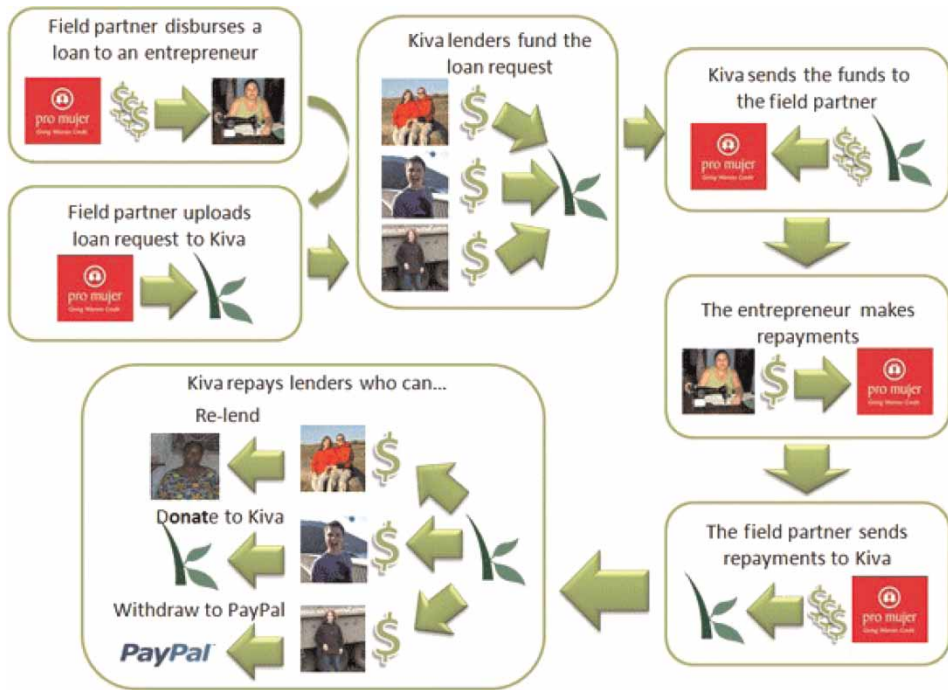 Field partner disburses a
loan to an entrepreneur
pro mujer
Field partner uploads
loan request to Kiva
pro mujer
Kiva lenders fund the
loan request
$
$
$
Kiva sends the funds to
the field partner
pro mujer
The entrepreneur makes
repayments
$
pro mujer
The field partner sends
repayments to Kiva
pro mujer
Kiva repays lenders who can...
Re-lend
$
Donate to Kiva
$
Withdraw to PayPal
PayPal
$